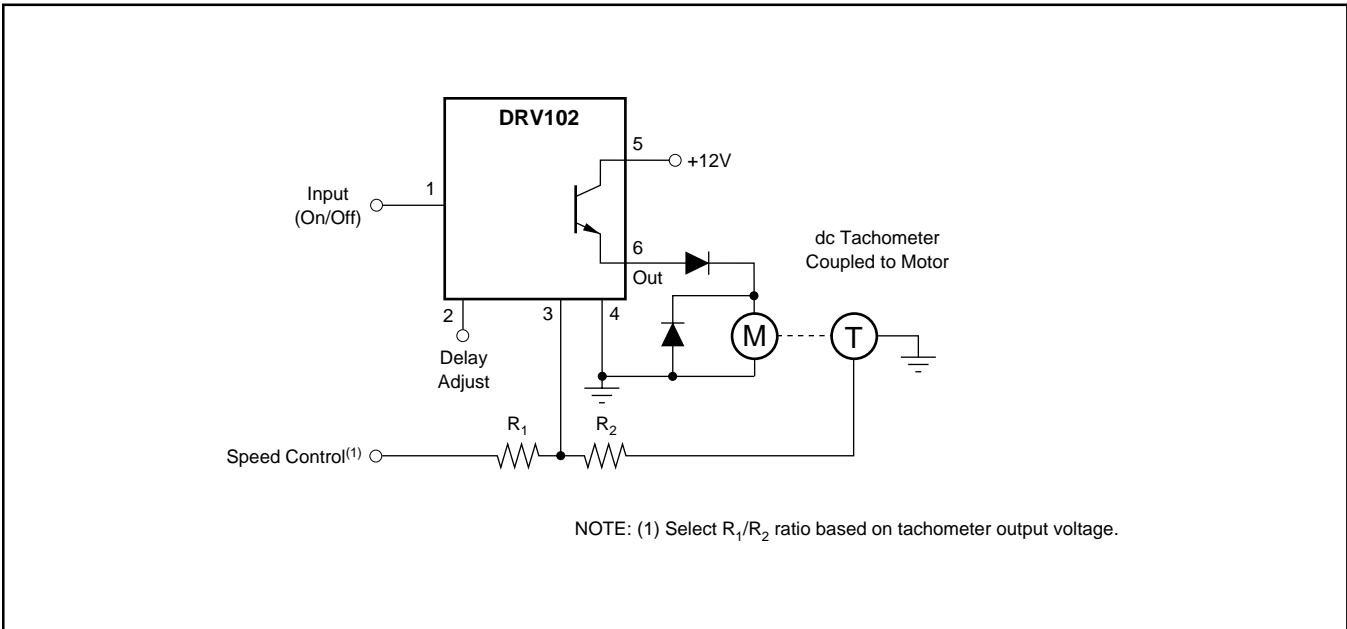 DRV102
5
+12V
1
Input
(On/Off)
6
Out
dc Tachometer
Coupled to Motor
2
3
4
M
T
Delay
Adjust
R1
R2
Speed Control(1)
NOTE: (1) Select R1/R2 ratio based on tachometer output voltage.